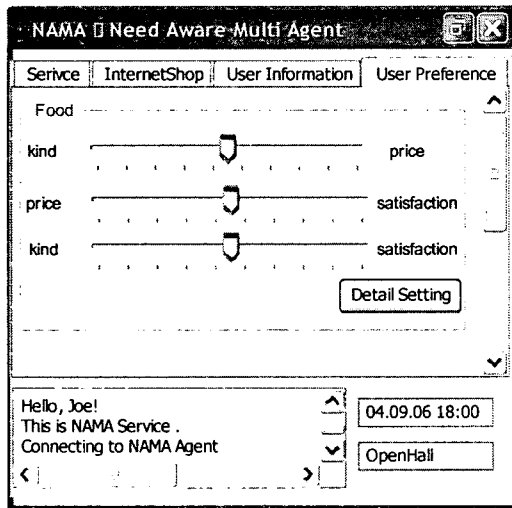 NAMA 〿 Need Aware Multi Agent
Serivce InternetShop User Information User Preference
Food
kind price
price satisfaction
kind satisfaction
Detail Setting
Hello, Joe!
This is NAMA Service .
Connecting to NAMA Agent
04.09.06 18:00
OpenHall